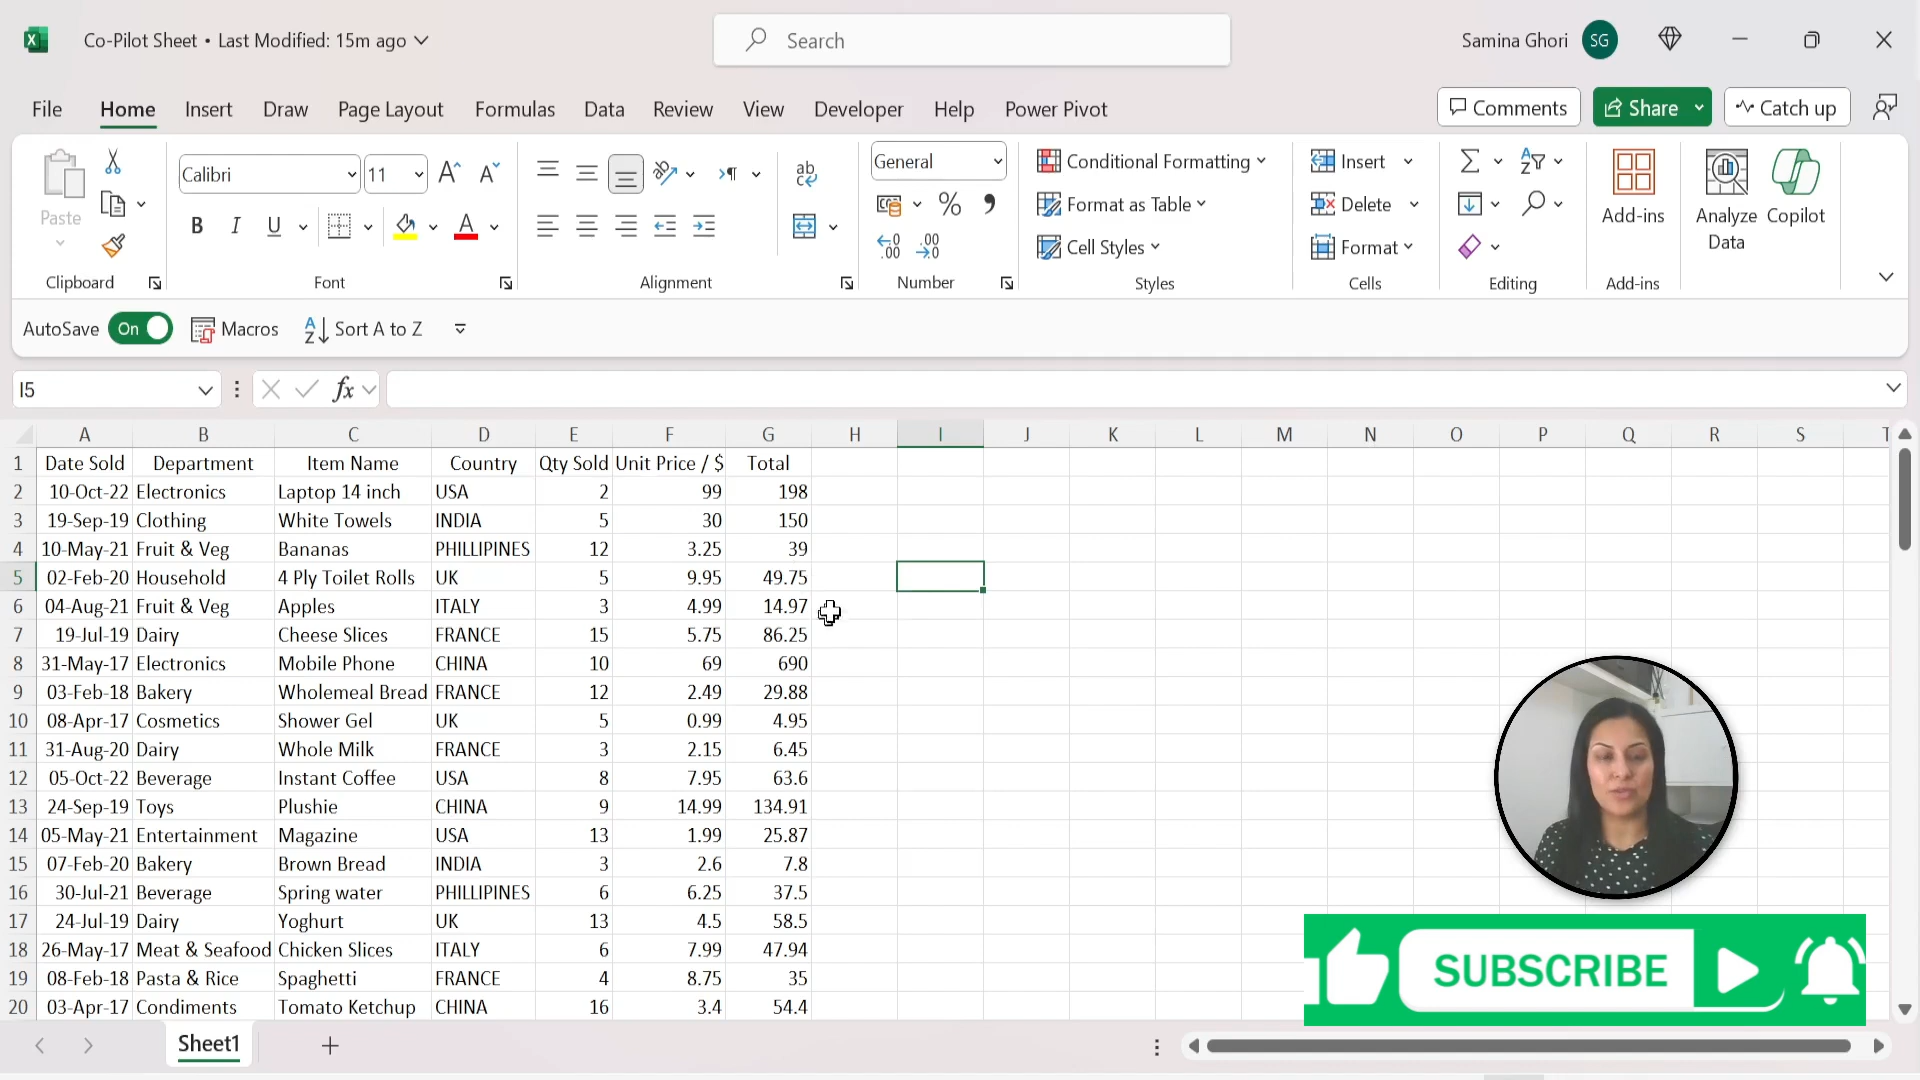 Co-Pilot Sheet • Last Modified: 15m ago
Search
Samina Ghori SG
File Home Insert Draw Page Layout Formulas Data Review View Developer Help Power Pivot
Comments Share Catch up
Paste
Clipboard
Calibri 11
B I U A
Font
ab
Alignment
General
% 9
Number
Conditional Formatting
Format as Table
Cell Styles
Styles
Insert
Delete
Format
Cells
Editing
Add-ins
Add-ins
Analyze Data
Copilot
AutoSave On Macros Sort A to Z
I5 fx
A B C D E F G H I J K L M N O P Q R S T
1 Date Sold Department Item Name Country Qty Sold Unit Price / $ Total
2 10-Oct-22 Electronics Laptop 14 inch USA 2 99 198
3 19-Sep-19 Clothing White Towels INDIA 5 30 150
4 10-May-21 Fruit & Veg Bananas PHILLIPINES 12 3.25 39
5 02-Feb-20 Household 4 Ply Toilet Rolls UK 5 9.95 49.75
6 04-Aug-21 Fruit & Veg Apples ITALY 3 4.99 14.97
7 19-Jul-19 Dairy Cheese Slices FRANCE 15 5.75 86.25
8 31-May-17 Electronics Mobile Phone CHINA 10 69 690
9 03-Feb-18 Bakery Wholemeal Bread FRANCE 12 2.49 29.88
10 08-Apr-17 Cosmetics Shower Gel UK 5 0.99 4.95
11 31-Aug-20 Dairy Whole Milk FRANCE 3 2.15 6.45
12 05-Oct-22 Beverage Instant Coffee USA 8 7.95 63.6
13 24-Sep-19 Toys Plushie CHINA 9 14.99 134.91
14 05-May-21 Entertainment Magazine USA 13 1.99 25.87
15 07-Feb-20 Bakery Brown Bread INDIA 3 2.6 7.8
16 30-Jul-21 Beverage Spring water PHILLIPINES 6 6.25 37.5
17 24-Jul-19 Dairy Yoghurt UK 13 4.5 58.5
18 26-May-17 Meat & Seafood Chicken Slices ITALY 6 7.99 47.94
19 08-Feb-18 Pasta & Rice Spaghetti FRANCE 4 8.75 35
20 03-Apr-17 Condiments Tomato Ketchup CHINA 16 3.4 54.4
SUBSCRIBE
Sheet1